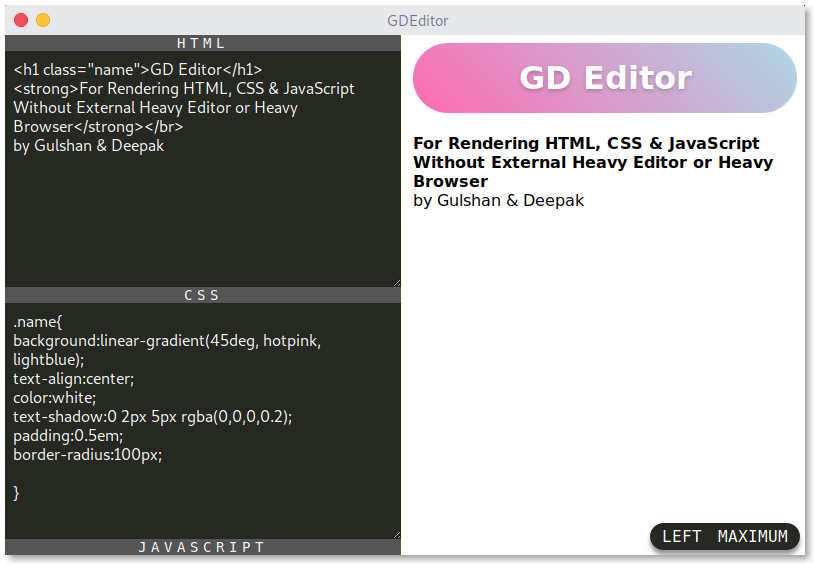 GDEditor
HTML
<h1 class="name">GD Editor</h1>
<strong>For Rendering HTML, CSS & JavaScript
Without External Heavy Editor or Heavy
Browser</strong></br>
by Gulshan & Deepak
CSS
.name{
background:linear-gradient(45deg, hotpink,
lightblue);
text-align:center;
color:white;
text-shadow:0 2px 5px rgba(0,0,0,0.2);
padding:0.5em;
border-radius:100px;
}
JAVASCRIPT
GD Editor
For Rendering HTML, CSS & JavaScript
Without External Heavy Editor or Heavy
Browser
by Gulshan & Deepak
LEFT MAXIMUM